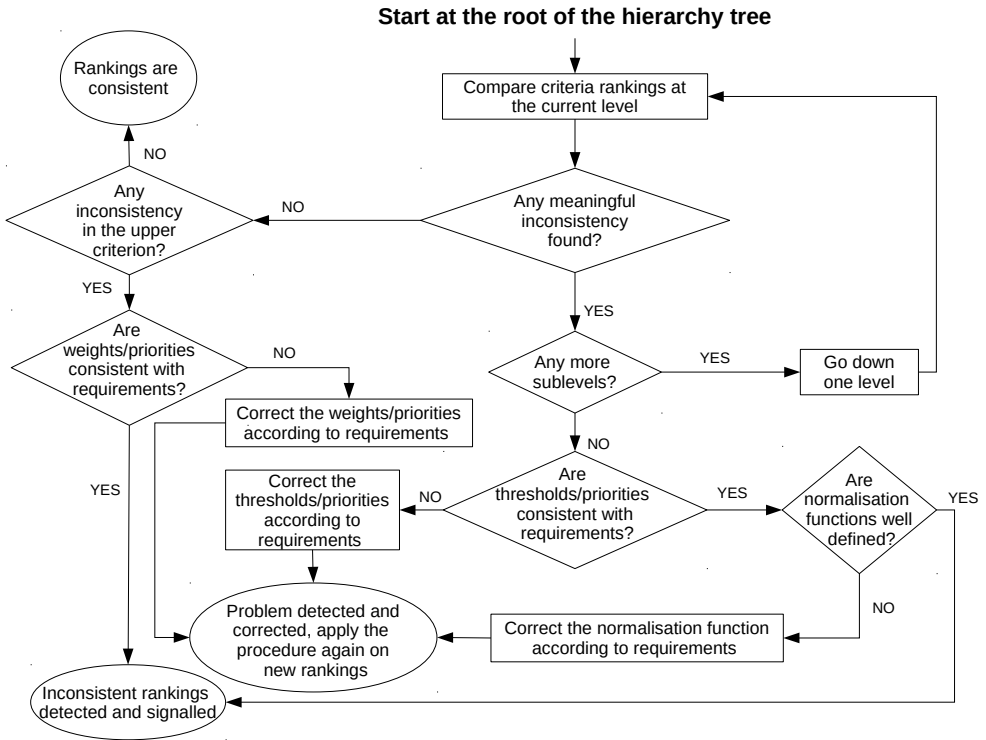 Start at the root of the hierarchy tree
Compare criteria rankings at
the current level
Rankings are
consistent
NO
Any
inconsistency
in the upper
criterion?
NO
Any meaningful
inconsistency
found?
YES
YES
Are
weights/priorities
consistent with
requirements?
NO
Any more
sublevels?
YES
Go down
one level
Correct the weights/priorities
according to requirements
NO
YES
Correct the
thresholds/priorities
according to
requirements
NO
Are
thresholds/priorities
consistent with
requirements?
YES
Are
normalisation
functions well
defined?
YES
NO
Problem detected and
corrected, apply the
procedure again on
new rankings
Correct the normalisation function
according to requirements
Inconsistent rankings
detected and signalled